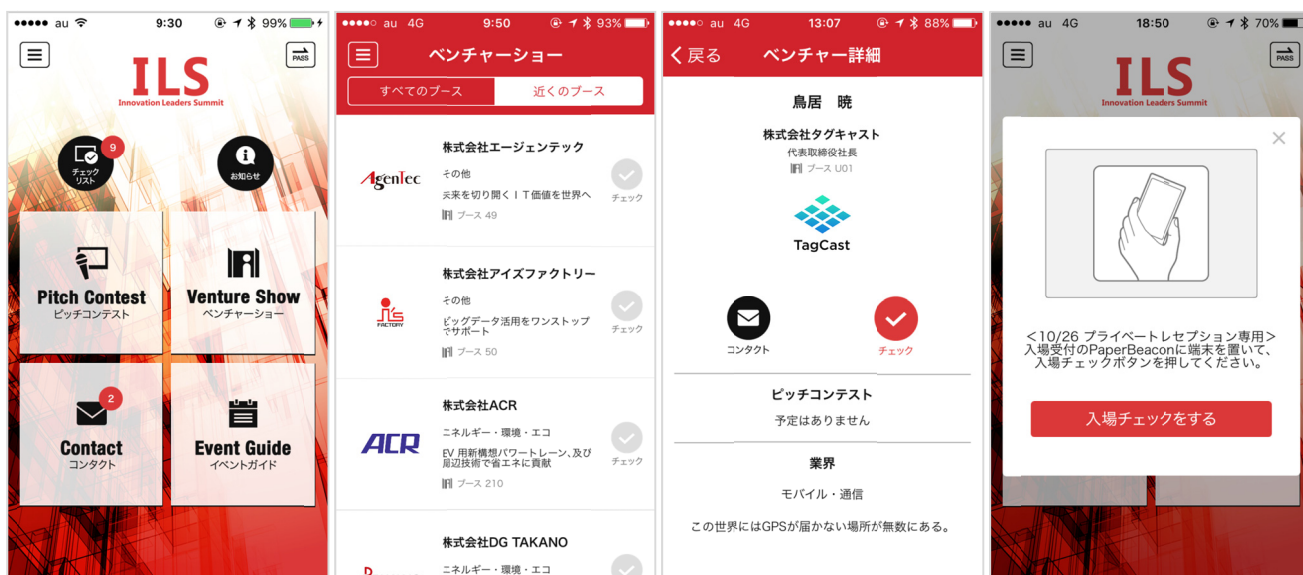 au 9:30 99%
PASS
ILS
Innovation Leaders Summit
9
チェック
リスト
お知らせ
Pitch Contest
ピッチコンテスト
Venture Show
ベンチャーショー
2
Contact
コンタクト
Event Guide
イベントガイド
au 4G 9:50 93%
ベンチャーショー
すべてのブース 近くのブース
株式会社エージェンテック
AgenTec
その他
未来を切り開くIT価値を世界へ
チェック
ブース 49
株式会社アイズファクトリー
その他
i's FACTORY
ビッグデータ活用をワンストップ
でサポート
チェック
ブース 50
株式会社ACR
ACR
エネルギー・環境・エコ
EV 用新構想パワートレーン、及び
周辺技術で省エネに貢献
チェック
ブース 210
株式会社DG TAKANO
エネルギー・環境・エコ
au 4G 13:07 88%
戻る ベンチャー詳細
鳥居 暁
株式会社タグキャスト
代表取締役社長
ブース U01
TagCast
コンタクト チェック
ピッチコンテスト
予定はありません
業界
モバイル・通信
この世界にはGPSが届かない場所が無数にある。
au 4G 18:50 70%
PASS
ILS
Innovation Leaders Summit
<10/26 プライベートレセプション専用>
入場受付のPaperBeaconに端末を置いて、
入場チェックボタンを押してください。
入場チェックをする